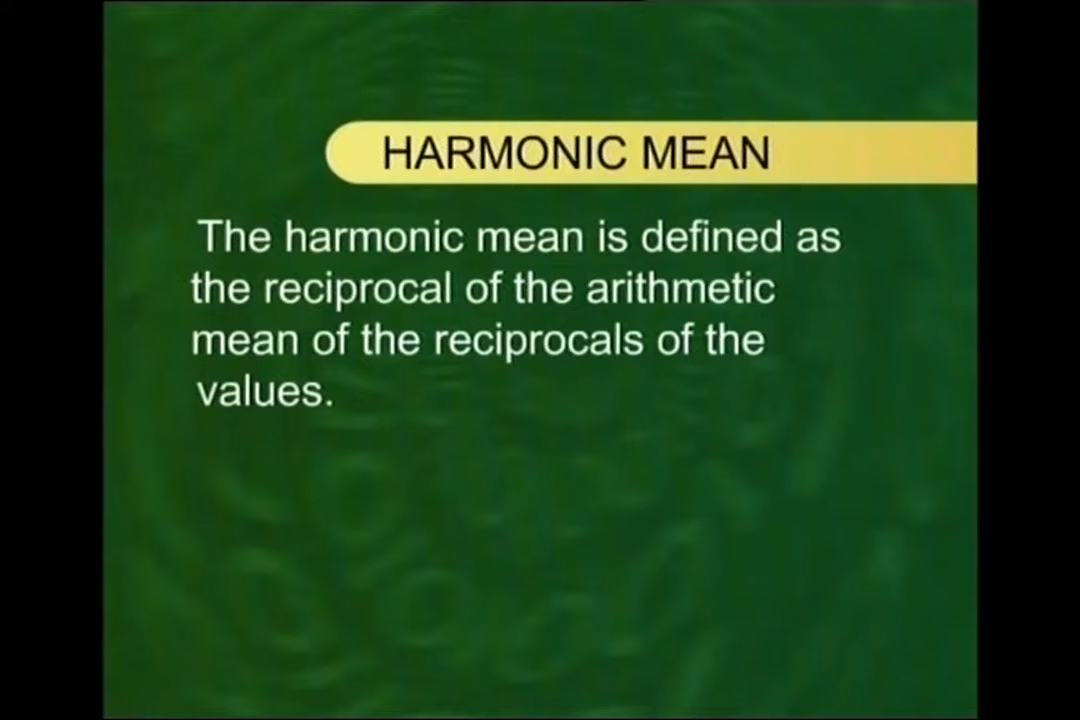 HARMONIC MEAN
The harmonic mean is defined as
the reciprocal of the arithmetic
mean of the reciprocals of the
values.